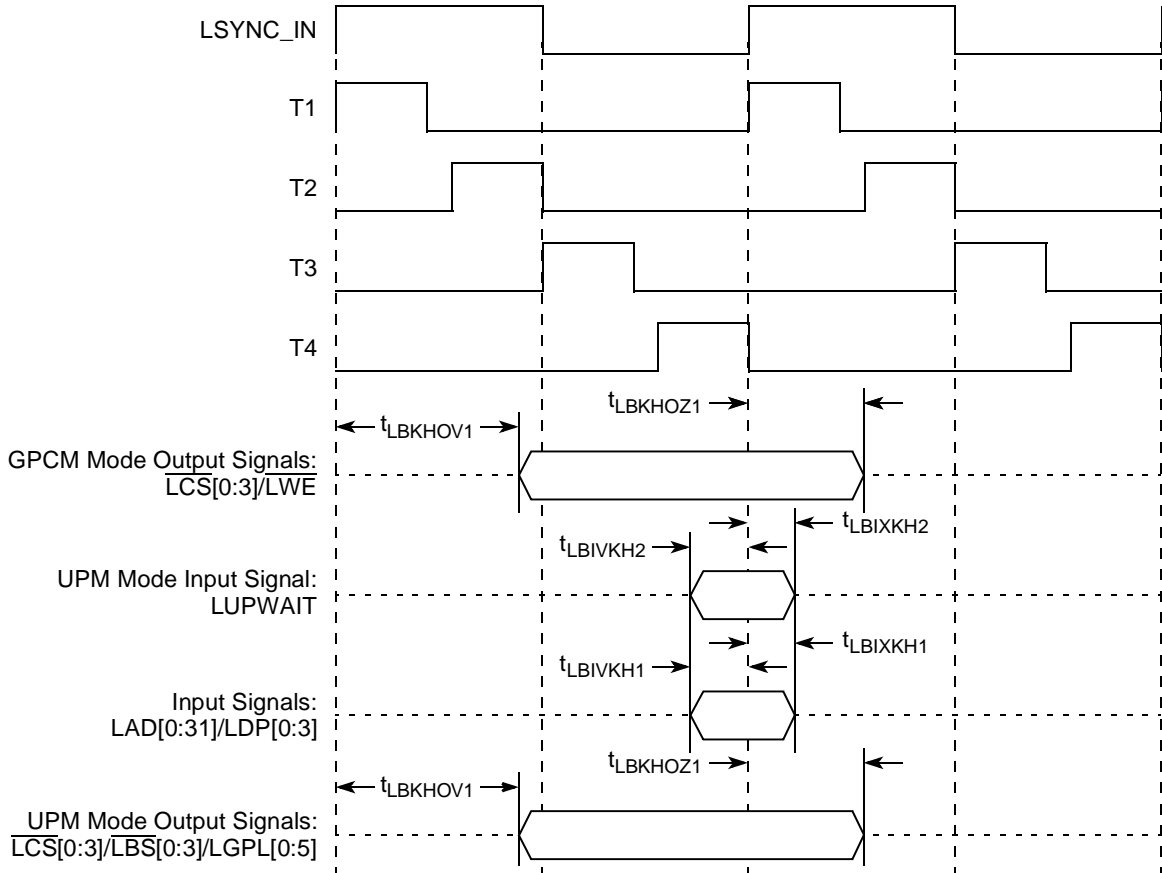 LSYNC_IN
T1
T2
T3
T4
tLBKHOZ1
tLBKHOV1
GPCM Mode Output Signals:
LCS[0:3]/LWE
tLBIXKH2
tLBIVKH2
UPM Mode Input Signal:
LUPWAIT
tLBIXKH1
tLBIVKH1
Input Signals:
LAD[0:31]/LDP[0:3]
tLBKHOZ1
tLBKHOV1
UPM Mode Output Signals:
LCS[0:3]/LBS[0:3]/LGPL[0:5]